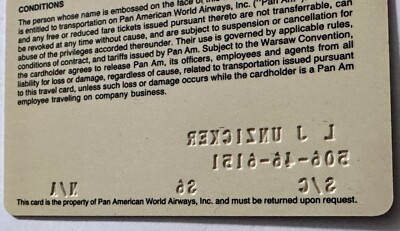 CONDITIONS
The person whose name is embossed on the face of
is entitled to transportation on Pan American World Airways, Inc. ("Pan Am
and any free or reduced fare tickets issued pursuant thereto are not transferable, can
be revoked at any time without cause, and are subject to suspension or cancellation for
abuse of the privileges accorded thereunder. Their use is governed by applicable rules,
conditions of contract, and tariffs issued by Pan Am. Subject to the Warsaw Convention,
the cardholder agrees to release Pan Am, its officers, employees and agents from all
liability for loss or damage, regardless of cause, related to transportation issued pursuant
to this travel card, unless such loss or damage occurs while the cardholder is a Pan Am
employee traveling on company business.
L J UNZICKER
506-46-6151
S/C 86 N/A
This card is the property of Pan American World Airways, Inc. and must be returned upon request.